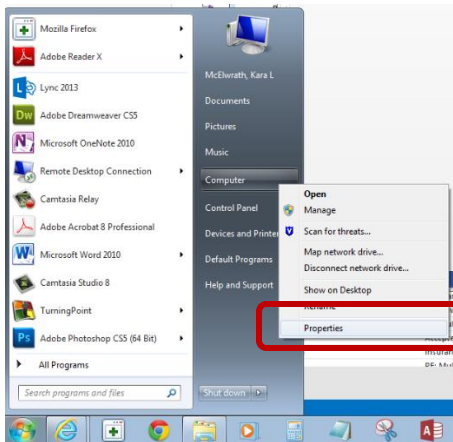 Mozilla Firefox
Adobe Reader X
Lync 2013
Adobe Dreamweaver CS5
Microsoft OneNote 2010
Remote Desktop Connection
Camtasia Relay
Adobe Acrobat 8 Professional
Microsoft Word 2010
Camtasia Studio 8
TurningPoint
Adobe Photoshop CS5 (64 Bit)
All Programs
Search programs and files
McElwrath, Kara L
Documents
Pictures
Music
Computer
Control Panel
Devices and Printer
Default Programs
Help and Support
Shut down
Open
Manage
Scan for threats...
Map network drive...
Disconnect network drive...
Show on Desktop
Rename
Properties